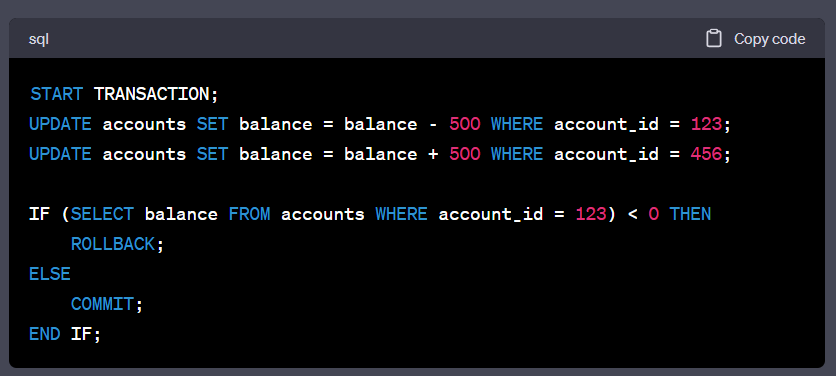 sql Copy code
START TRANSACTION;
UPDATE accounts SET balance = balance - 500 WHERE account_id = 123;
UPDATE accounts SET balance = balance + 500 WHERE account_id = 456;
IF (SELECT balance FROM accounts WHERE account_id = 123) < 0 THEN
    ROLLBACK;
ELSE
    COMMIT;
END IF;